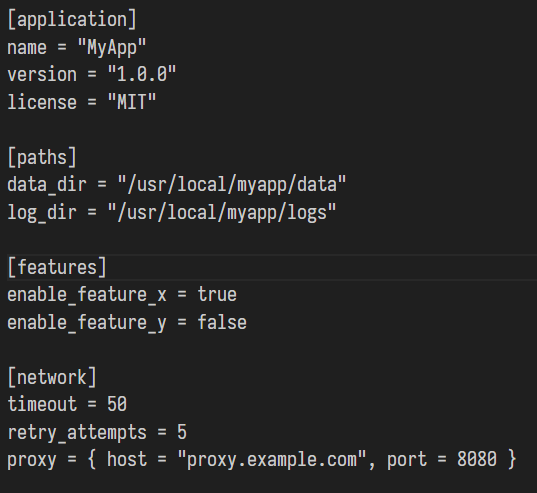 [application]
name = "MyApp"
version = "1.0.0"
license = "MIT"

[paths]
data_dir = "/usr/local/myapp/data"
log_dir = "/usr/local/myapp/logs"

[features]
enable_feature_x = true
enable_feature_y = false

[network]
timeout = 50
retry_attempts = 5
proxy = { host = "proxy.example.com", port = 8080 }